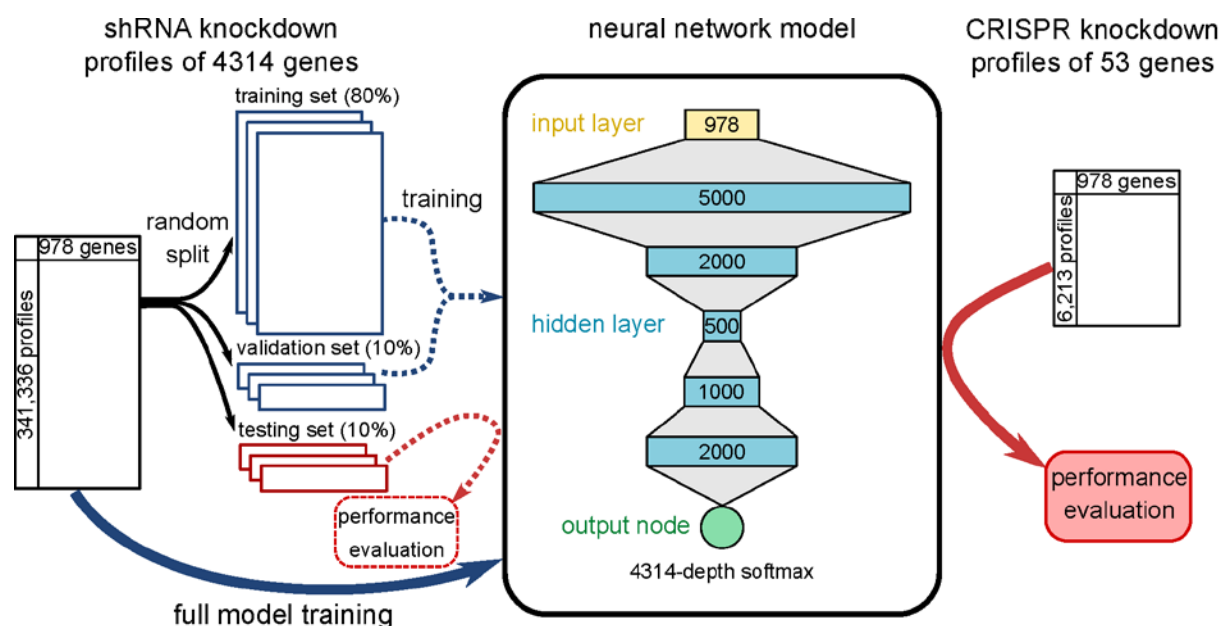 shRNA knockdown
profiles of 4314 genes
training set (80%)
random
split
training
978 genes
341,336 profiles
validation set (10%)
testing set (10%)
performance
evaluation
full model training
neural network model
input layer
978
5000
2000
hidden layer
500
1000
2000
output node
4314-depth softmax
CRISPR knockdown
profiles of 53 genes
978 genes
6,213 profiles
performance
evaluation